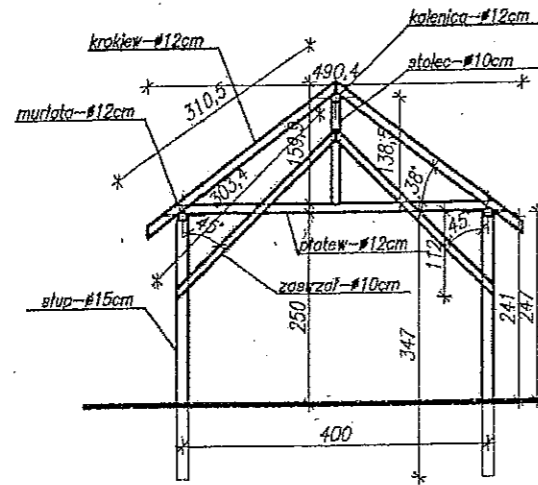 kalenica-⌀12cm
krokiew-⌀12cm
stolec-⌀10cm
490,4
310,5
murłata-⌀12cm
159,9
138,5
303,4
38°
45°
45°
płatew-⌀12cm
112
zastrzał-⌀10cm
słup-⌀15cm
250
347
241
247
400